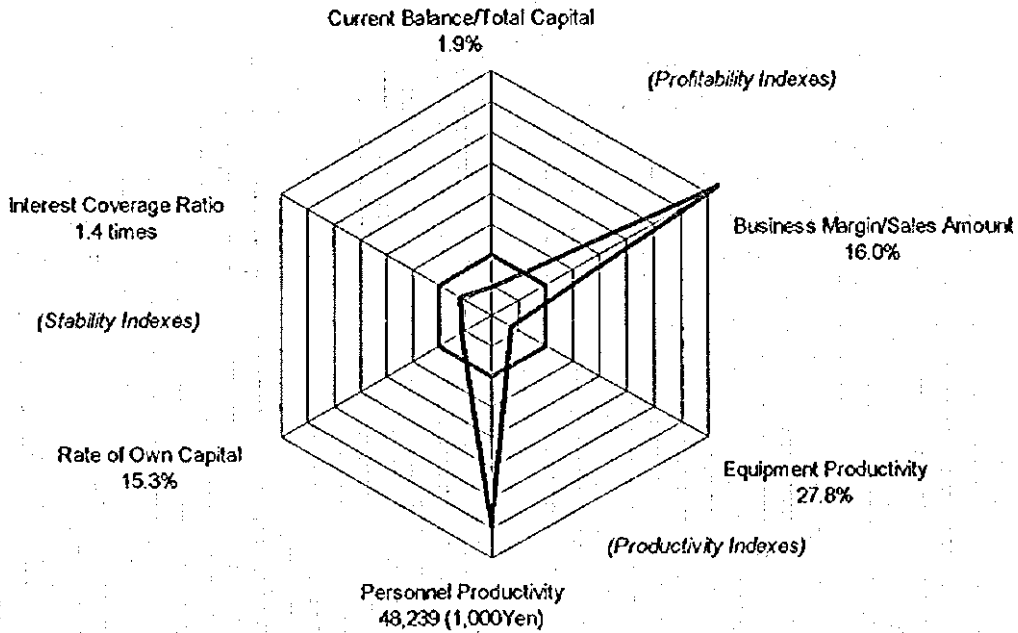 Current Balance/Total Capital
1.9%
(Profitability Indexes)
Interest Coverage Ratio
1.4 times
Business Margin/Sales Amount
16.0%
(Stability Indexes)
Rate of Own Capital
15.3%
Equipment Productivity
27.8%
(Productivity Indexes)
Personnel Productivity
48,239 (1,000Yen)